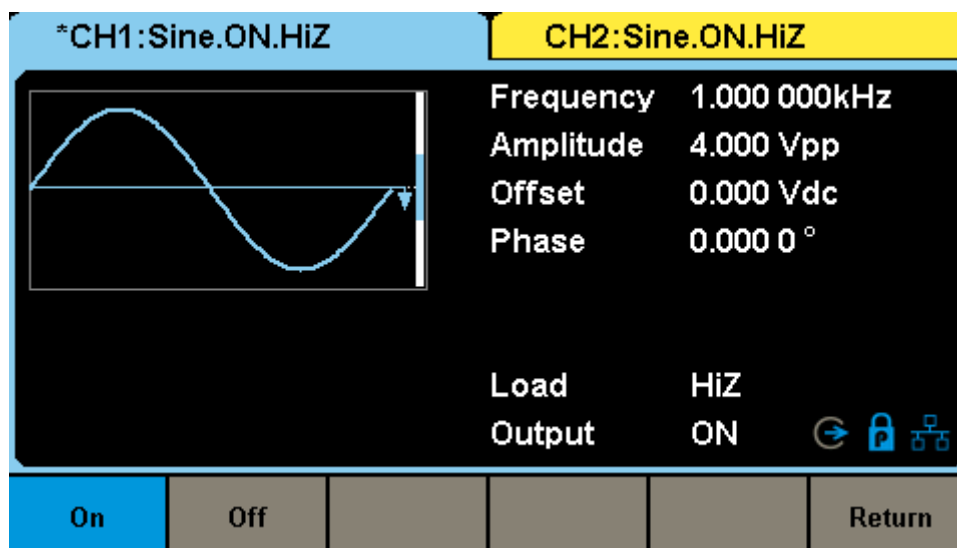 *CH1:Sine.ON.HiZ CH2:Sine.ON.HiZ
Frequency 1.000 000kHz
Amplitude 4.000 Vpp
Offset 0.000 Vdc
Phase 0.000 0 °
Load HiZ
Output ON P
On Off Return